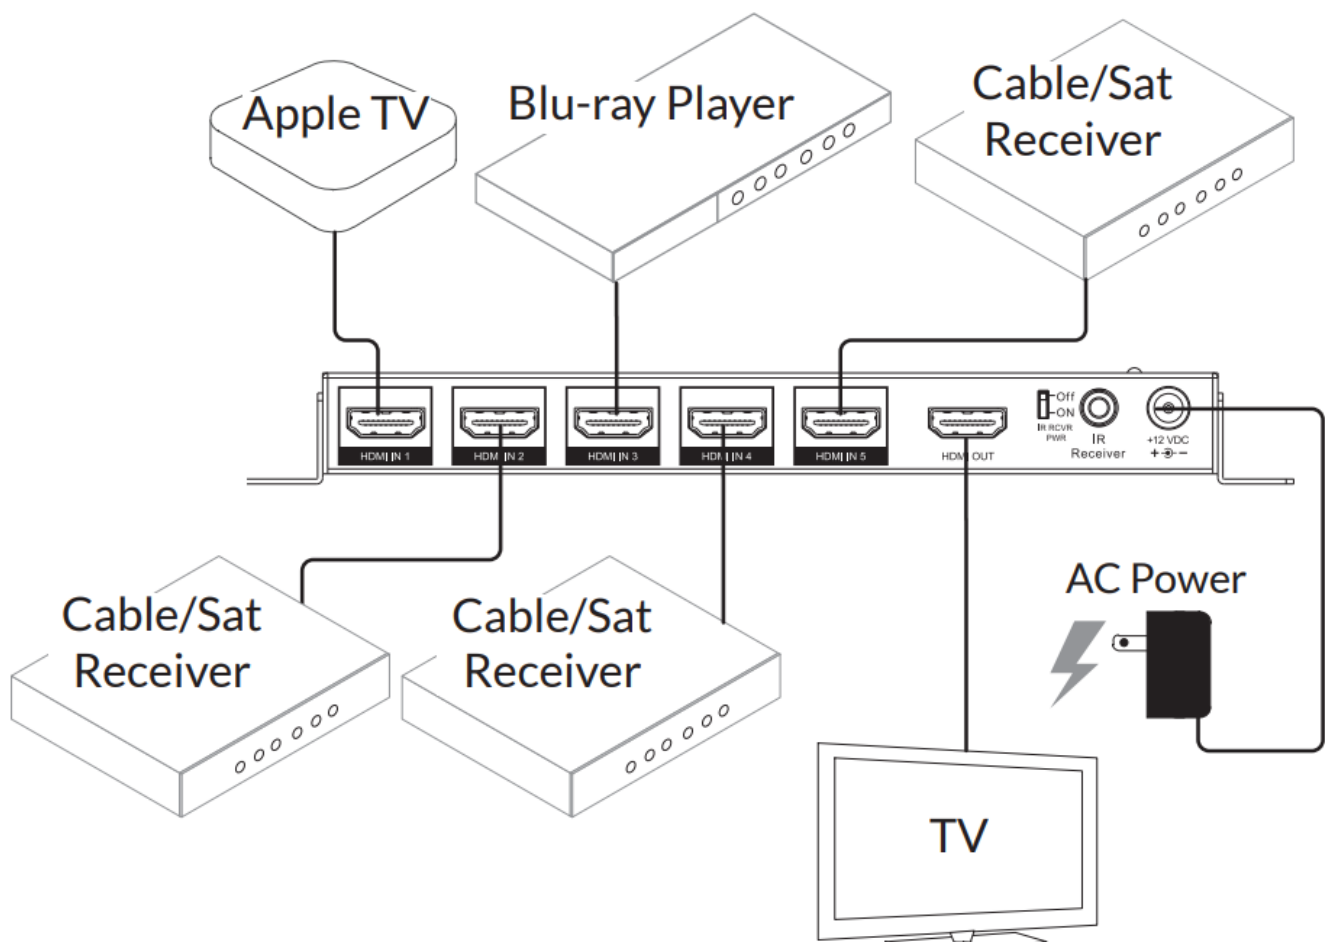 Apple TV
Blu-ray Player
Cable/Sat
Receiver
HDMI IN 1
HDMI IN 2
HDMI IN 3
HDMI IN 4
HDMI IN 5
HDMI OUT
Off
ON
IR RCVR
PWR
IR
Receiver
+12 VDC
+ -
Cable/Sat
Receiver
Cable/Sat
Receiver
AC Power
TV